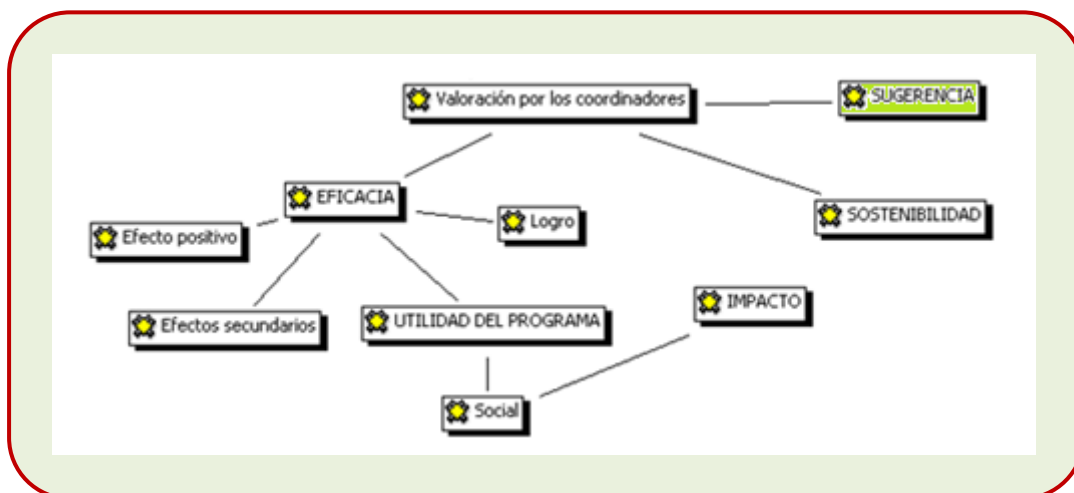 Valoración por los coordinadores
SUGERENCIA
EFICACIA
Logro
SOSTENIBILIDAD
Efecto positivo
IMPACTO
Efectos secundarios
UTILIDAD DEL PROGRAMA
Social